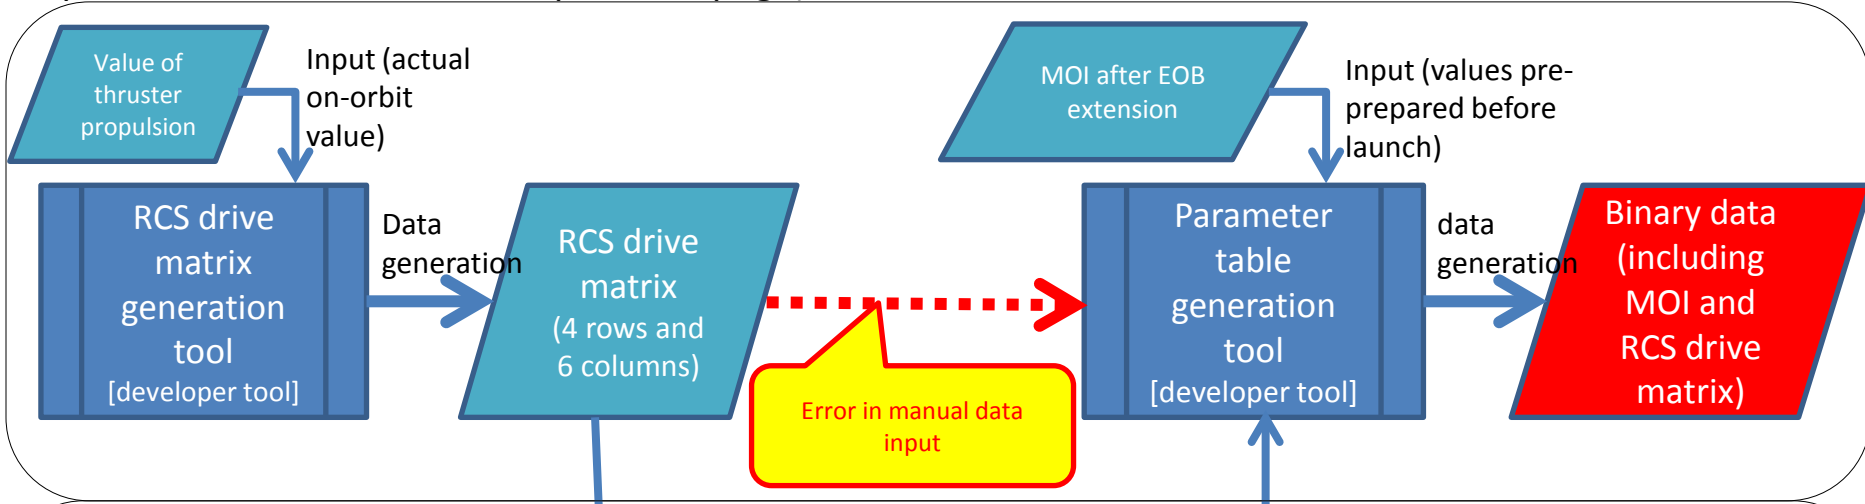 Value of
thruster
propulsion
Input (actual
on-orbit
value)
MOI after EOB
extension
Input (values pre-
prepared before
launch)
RCS drive
matrix
generation
tool
[developer tool]
Data
generation
RCS drive
matrix
(4 rows and
6 columns)
Error in manual data
input
Parameter
table
generation
tool
[developer tool]
data
generation
Binary data
(including
MOI and
RCS drive
matrix)